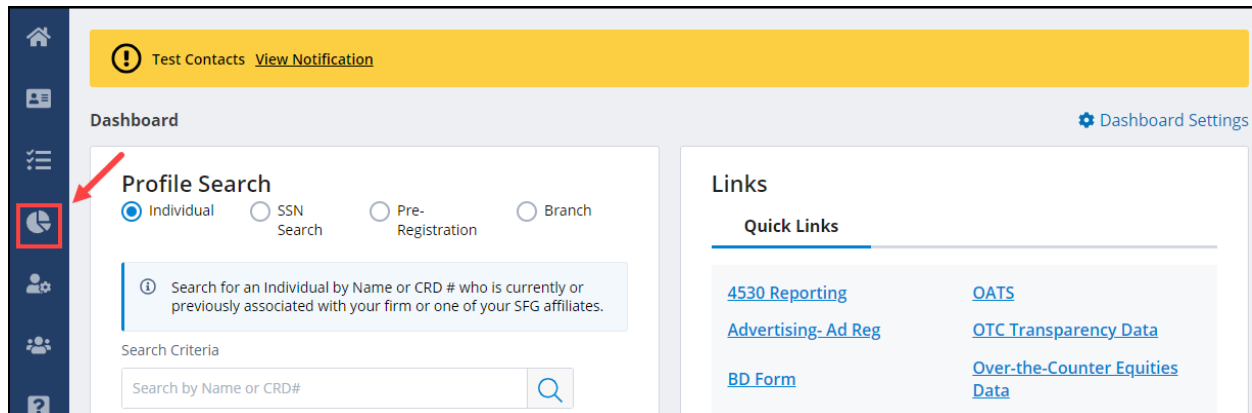 Test Contacts View Notification
Dashboard
Dashboard Settings
Profile Search
Individual
SSN
Search
Pre-
Registration
Branch
Search for an Individual by Name or CRD # who is currently or
previously associated with your firm or one of your SFG affiliates.
Search Criteria
Search by Name or CRD#
Links
Quick Links
4530 Reporting
OATS
Advertising- Ad Reg
OTC Transparency Data
BD Form
Over-the-Counter Equities
Data